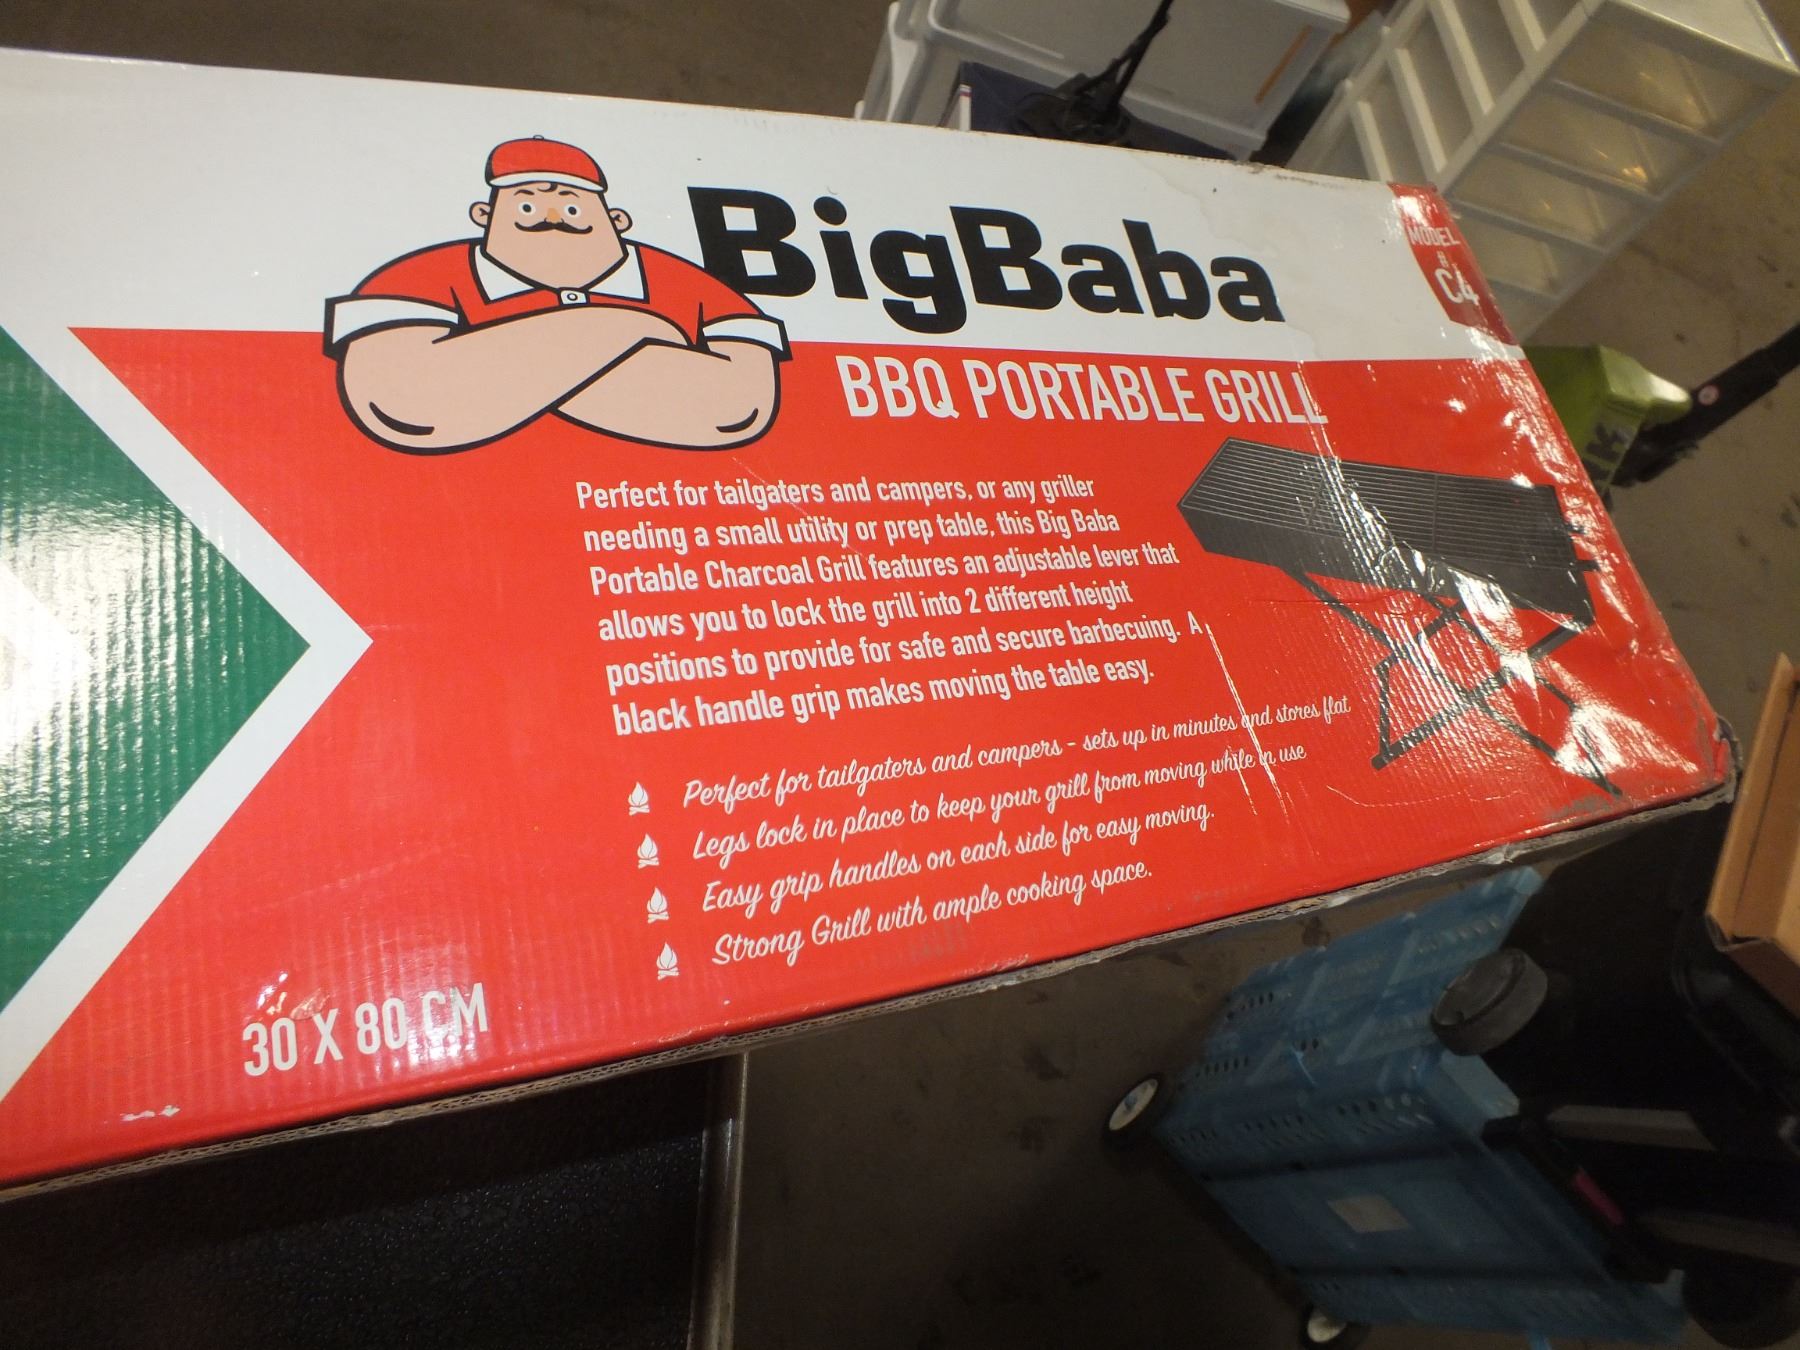 BigBaba
MODEL
#
C4
BBQ PORTABLE GRILL
Perfect for tailgaters and campers, or any griller
needing a small utility or prep table, this Big Baba
Portable Charcoal Grill features an adjustable lever that
allows you to lock the grill into 2 different height
positions to provide for safe and secure barbecuing. A
black handle grip makes moving the table easy.
Perfect for tailgaters and campers - sets up in minutes and stores flat
Legs lock in place to keep your grill from moving while in use
Easy grip handles on each side for easy moving.
Strong Grill with ample cooking space.
30 X 80 CM